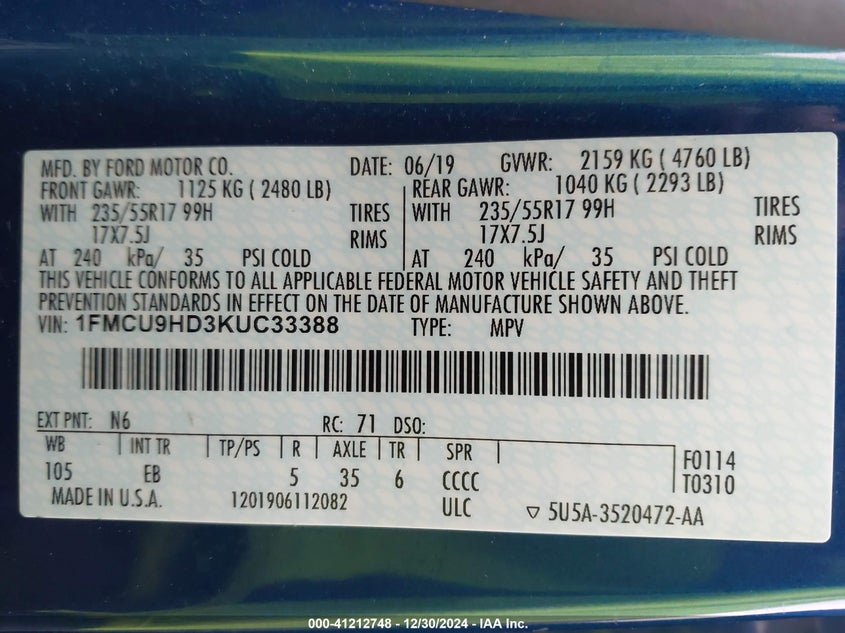 MFD. BY FORD MOTOR CO. DATE: 06/19 GVWR: 2159 KG ( 4760 LB)
FRONT GAWR: 1125 KG ( 2480 LB) REAR GAWR: 1040 KG ( 2293 LB)
WITH 235/55R17 99H TIRES WITH 235/55R17 99H TIRES
17X7.5J RIMS 17X7.5J RIMS
AT 240 kPa/ 35 PSI COLD AT 240 kPa/ 35 PSI COLD
THIS VEHICLE CONFORMS TO ALL APPLICABLE FEDERAL MOTOR VEHICLE SAFETY AND THEFT
PREVENTION STANDARDS IN EFFECT ON THE DATE OF MANUFACTURE SHOWN ABOVE.
VIN: 1FMCU9HD3KUC33388 TYPE: MPV
EXT PNT: N6 RC: 71 DSO:
WB INT TR TP/PS R AXLE TR SPR F0114
105 EB 5 35 6 CCCC T0310
MADE IN U.S.A. 1201906112082 ULC ▽ 5U5A-3520472-AA
000-41212748 - 12/30/2024 - IAA Inc.